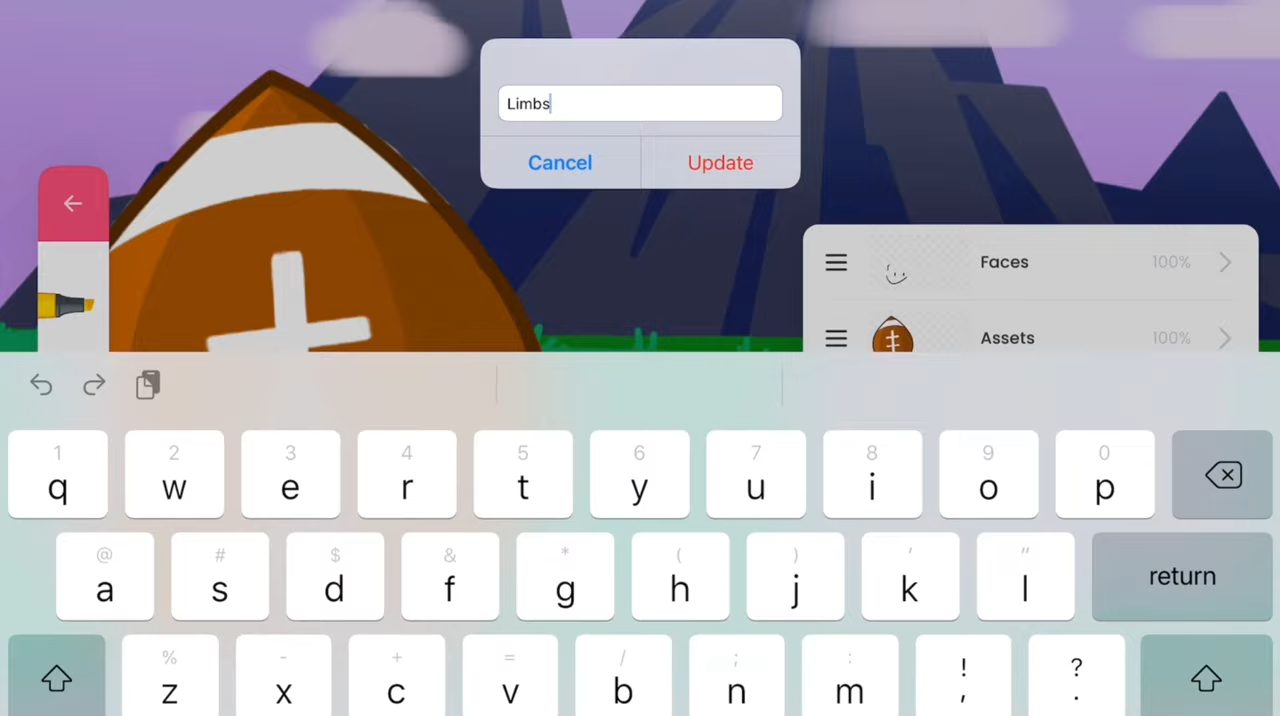 Limbs
Cancel Update
Faces 100%
Assets 100%
1 2 3 4 5 6 7 8 9 0
q w e r t y u i o p
@ # $ & * ( ) ' "
a s d f g h j k l return
% - + = / ; : ! ?
z x c v b n m , .